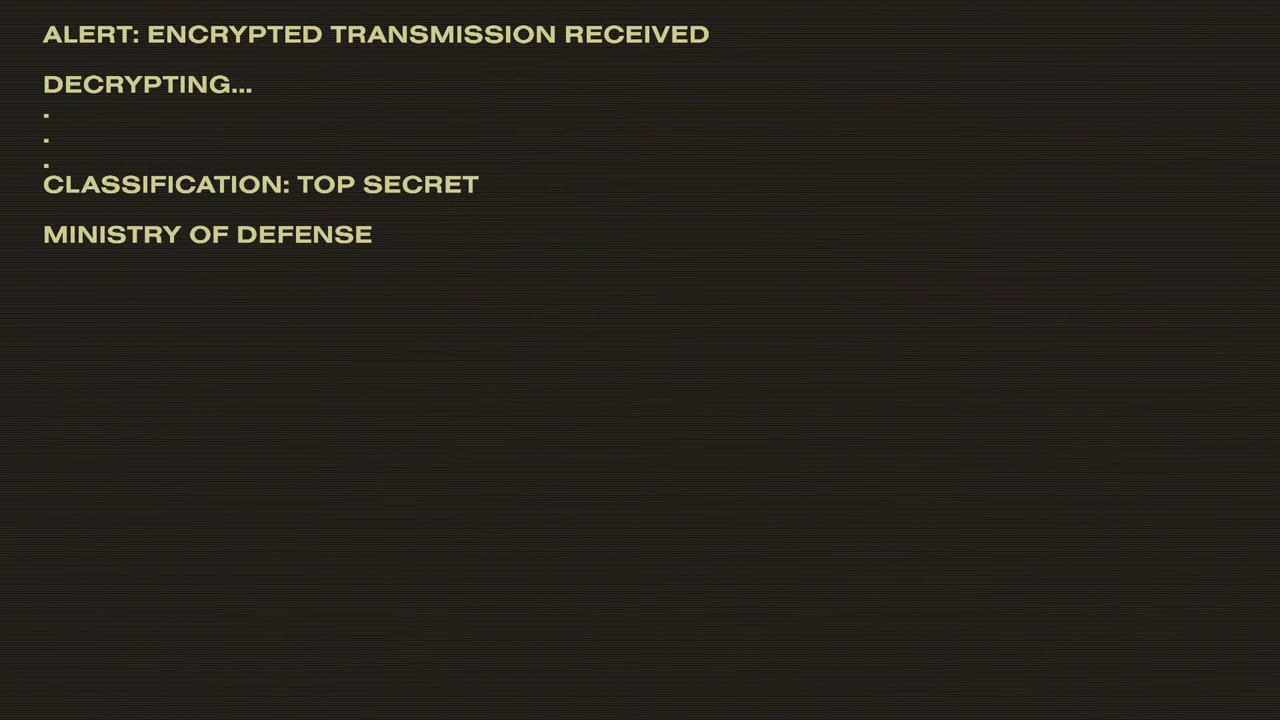 ALERT: ENCRYPTED TRANSMISSION RECEIVED
DECRYPTING...
.
.
.
CLASSIFICATION: TOP SECRET
MINISTRY OF DEFENSE